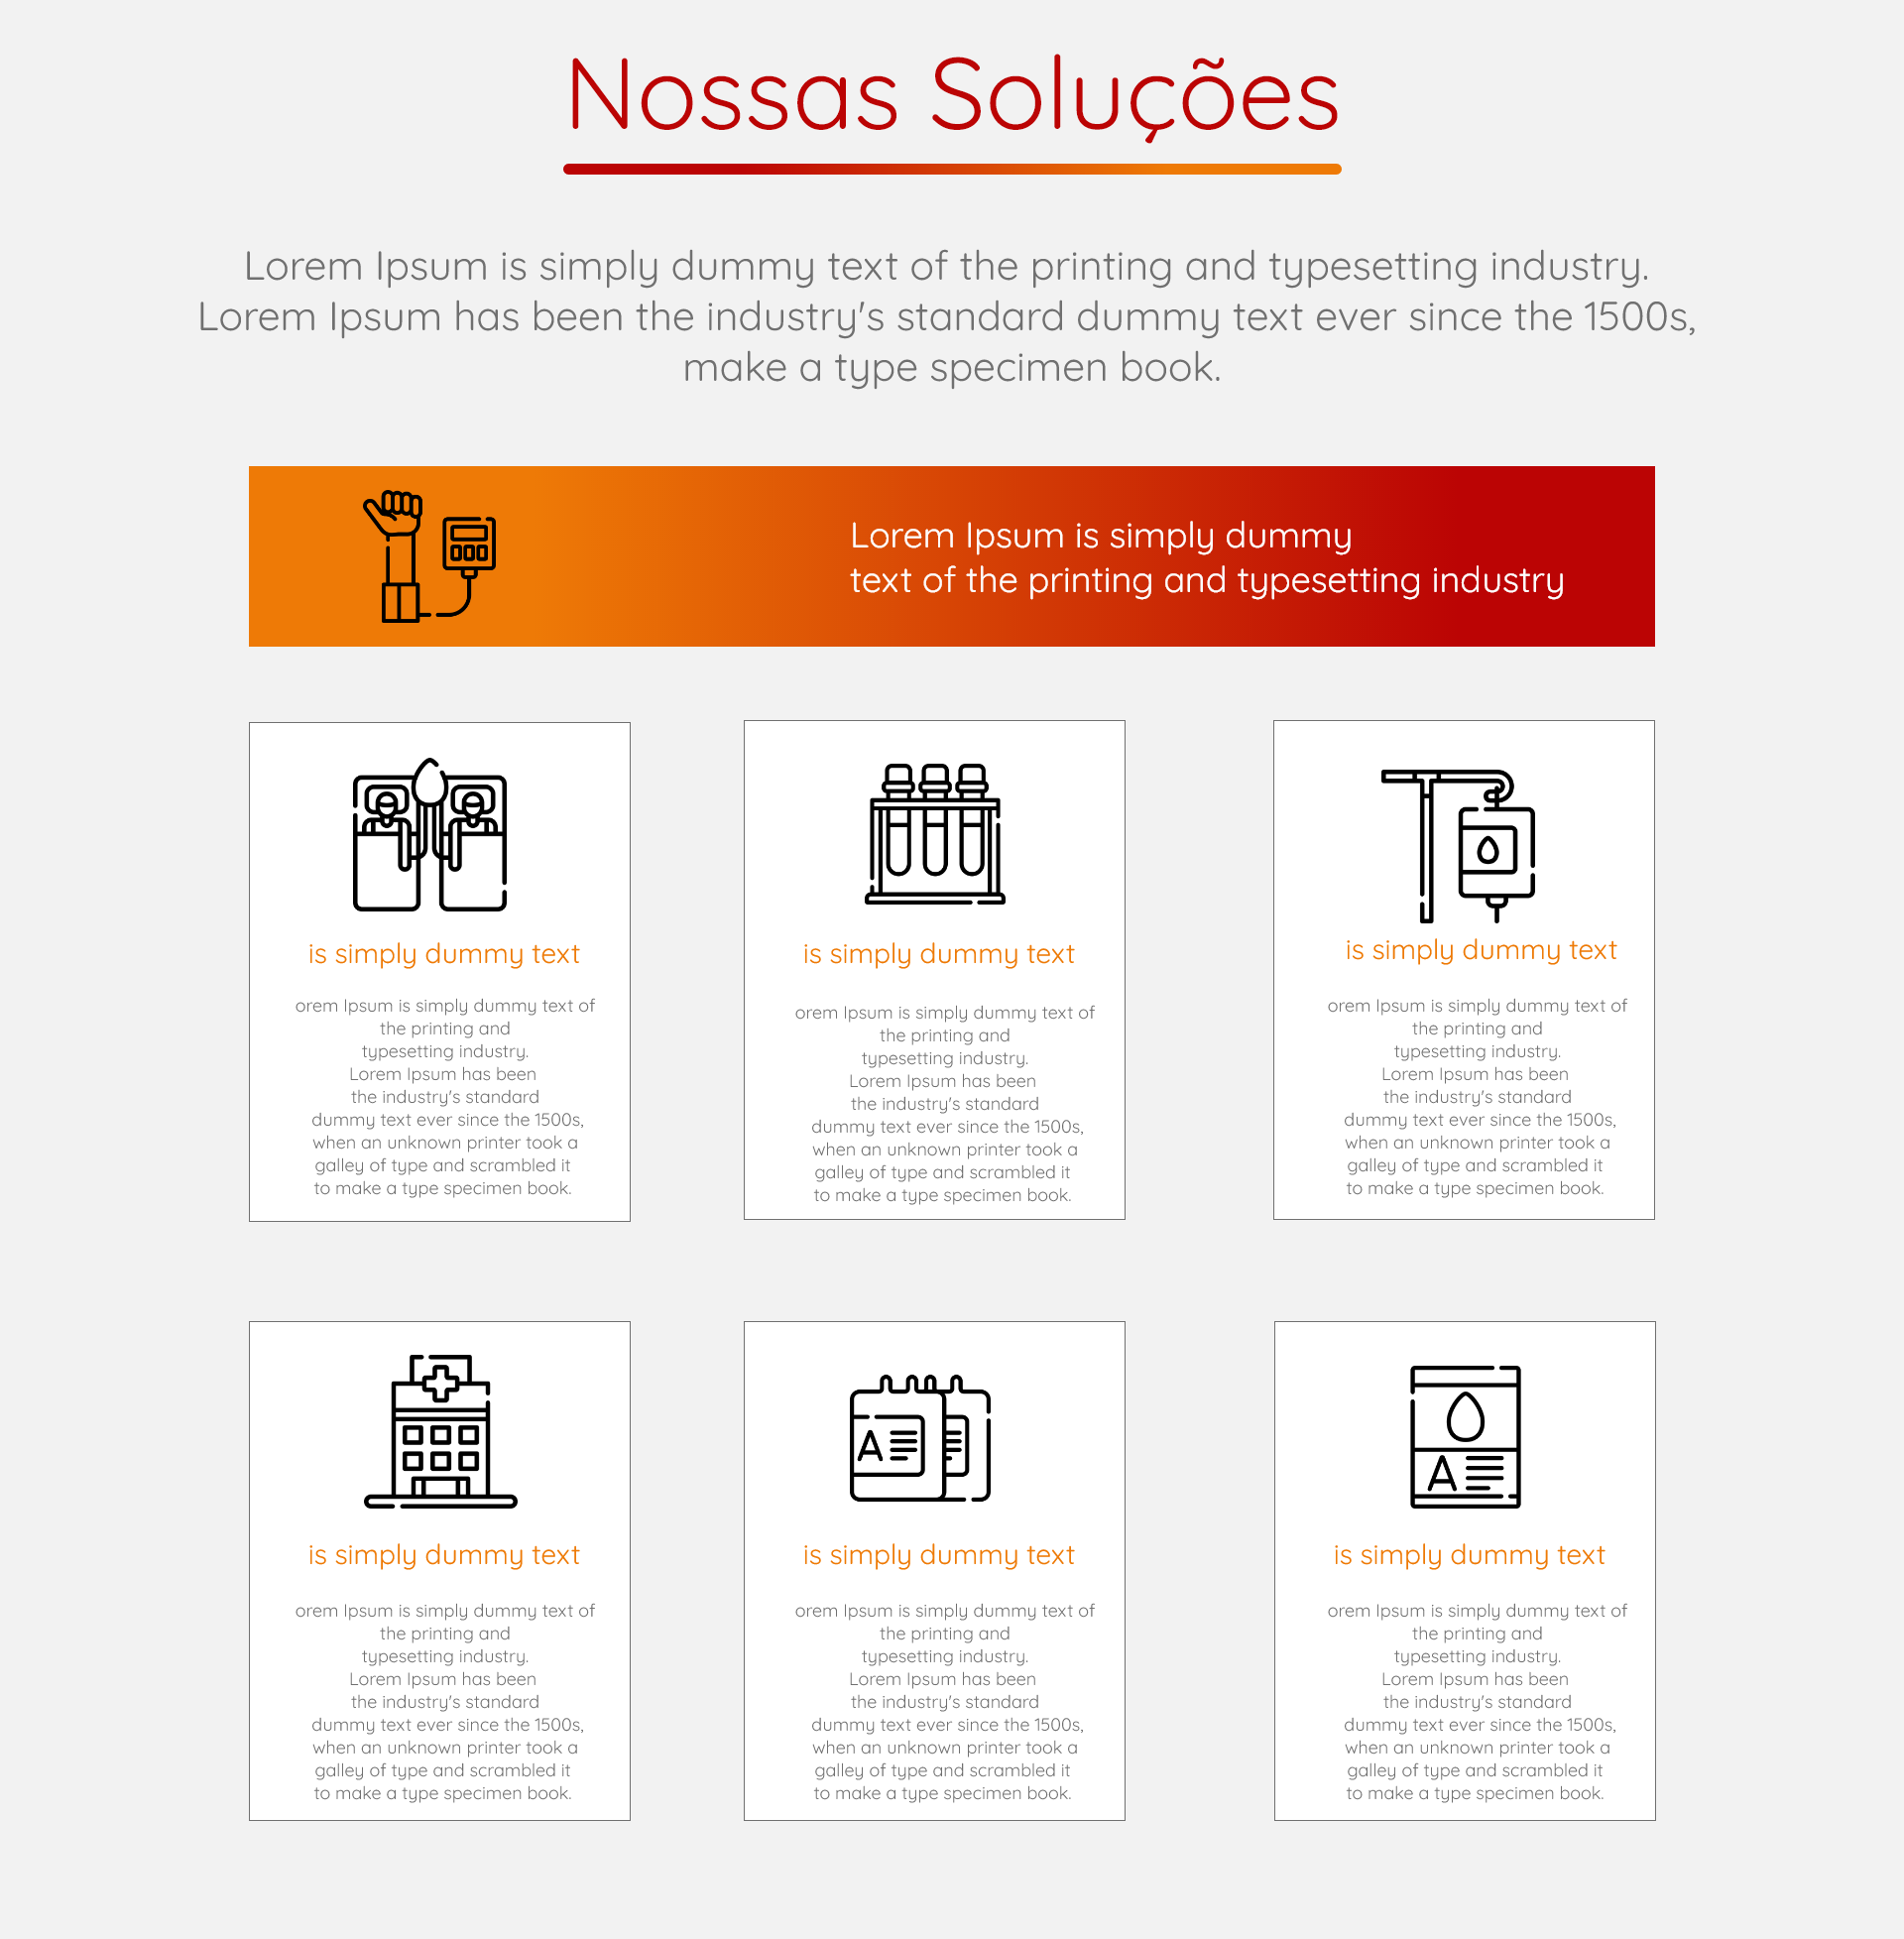 Nossas Soluções
Lorem Ipsum is simply dummy text of the printing and typesetting industry.
Lorem Ipsum has been the industry's standard dummy text ever since the 1500s,
make a type specimen book.
Lorem Ipsum is simply dummy
text of the printing and typesetting industry
is simply dummy text
orem Ipsum is simply dummy text of
the printing and
typesetting industry.
Lorem Ipsum has been
the industry's standard
dummy text ever since the 1500s,
when an unknown printer took a
galley of type and scrambled it
to make a type specimen book.
is simply dummy text
orem Ipsum is simply dummy text of
the printing and
typesetting industry.
Lorem Ipsum has been
the industry's standard
dummy text ever since the 1500s,
when an unknown printer took a
galley of type and scrambled it
to make a type specimen book.
is simply dummy text
orem Ipsum is simply dummy text of
the printing and
typesetting industry.
Lorem Ipsum has been
the industry's standard
dummy text ever since the 1500s,
when an unknown printer took a
galley of type and scrambled it
to make a type specimen book.
is simply dummy text
orem Ipsum is simply dummy text of
the printing and
typesetting industry.
Lorem Ipsum has been
the industry's standard
dummy text ever since the 1500s,
when an unknown printer took a
galley of type and scrambled it
to make a type specimen book.
A
is simply dummy text
orem Ipsum is simply dummy text of
the printing and
typesetting industry.
Lorem Ipsum has been
the industry's standard
dummy text ever since the 1500s,
when an unknown printer took a
galley of type and scrambled it
to make a type specimen book.
A
is simply dummy text
orem Ipsum is simply dummy text of
the printing and
typesetting industry.
Lorem Ipsum has been
the industry's standard
dummy text ever since the 1500s,
when an unknown printer took a
galley of type and scrambled it
to make a type specimen book.